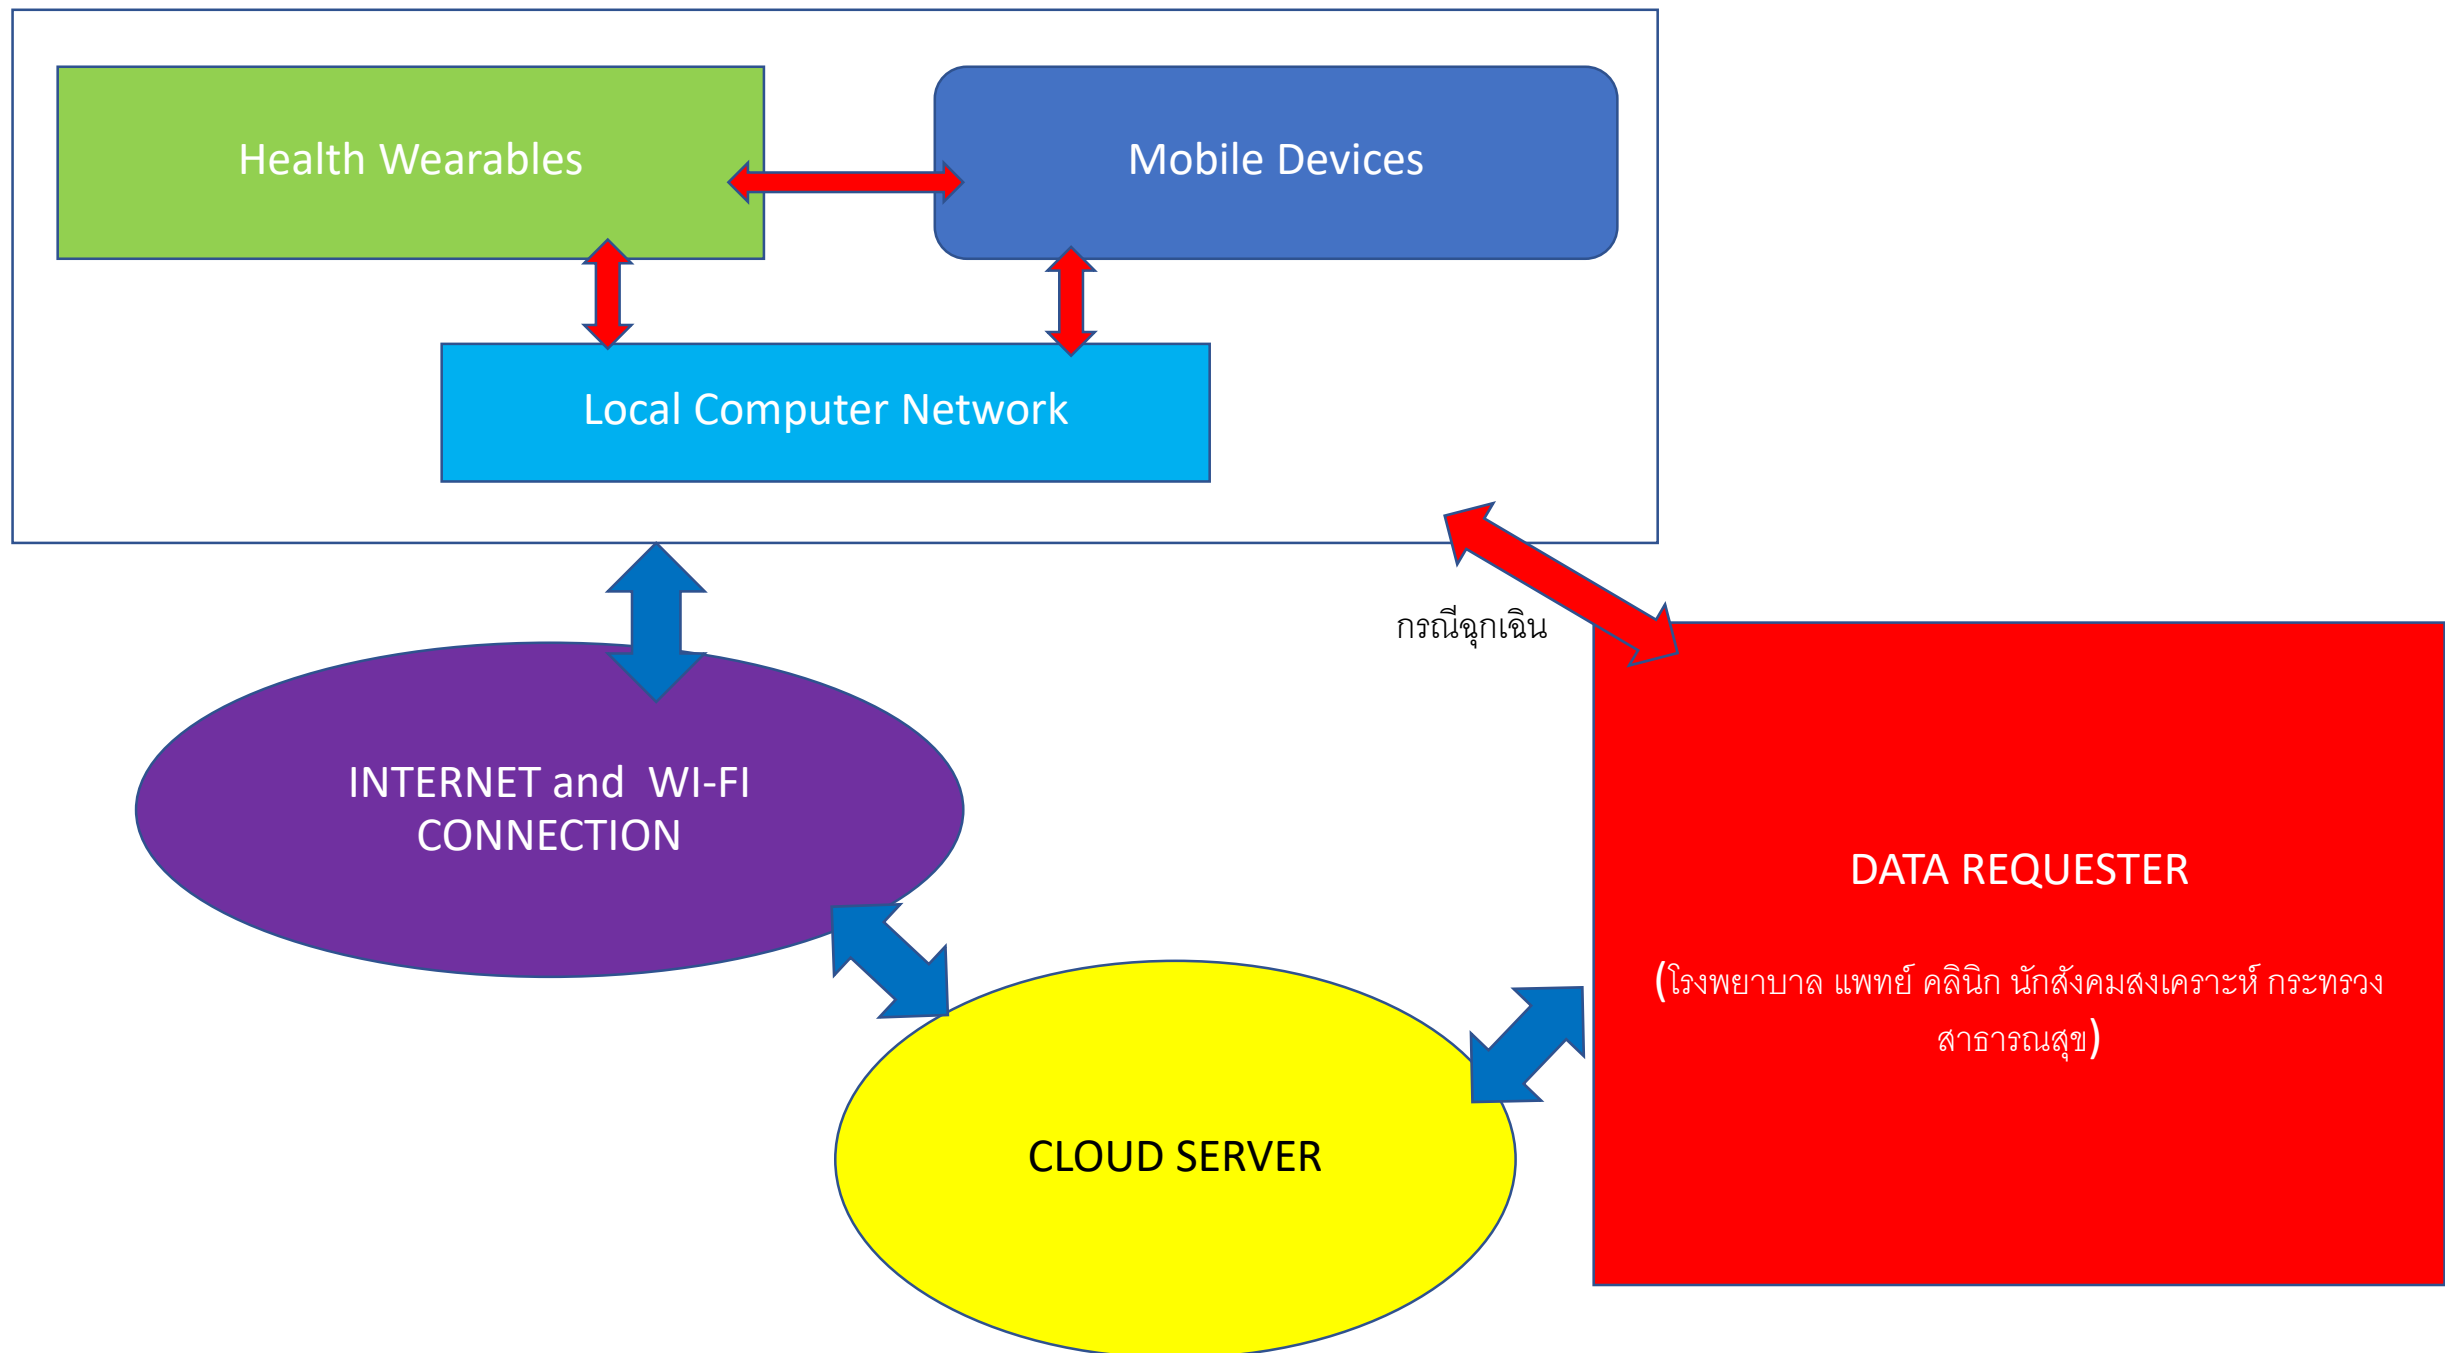 Health Wearables
Mobile Devices
Local Computer Network
กรณีฉุกเฉิน
INTERNET and  WI-FI
CONNECTION
DATA REQUESTER
(โรงพยาบาล แพทย์ คลินิก นักสังคมสงเคราะห์ กระทรวง
สาธารณสุข)
CLOUD SERVER